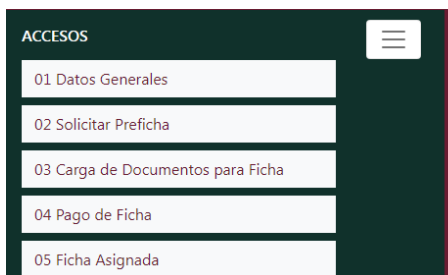 ACCESOS
01 Datos Generales
02 Solicitar Preficha
03 Carga de Documentos para Ficha
04 Pago de Ficha
05 Ficha Asignada